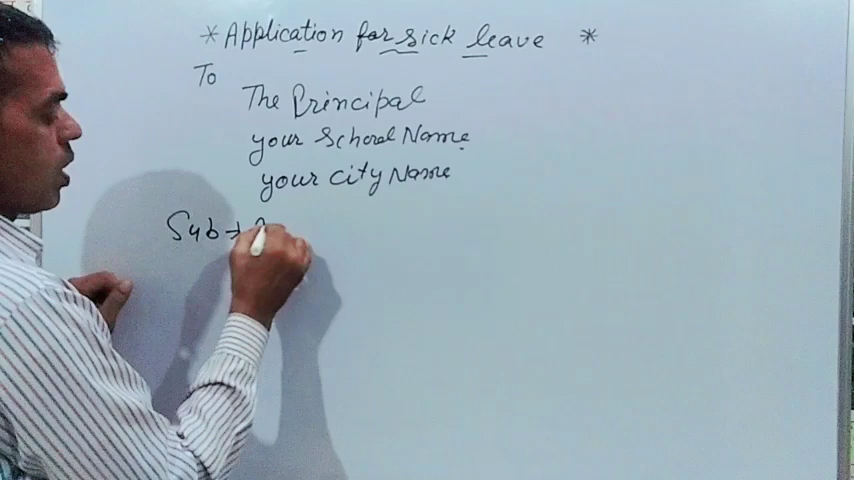 * Application for sick leave *
To
The Principal
your School Name
your City Name
Sub →